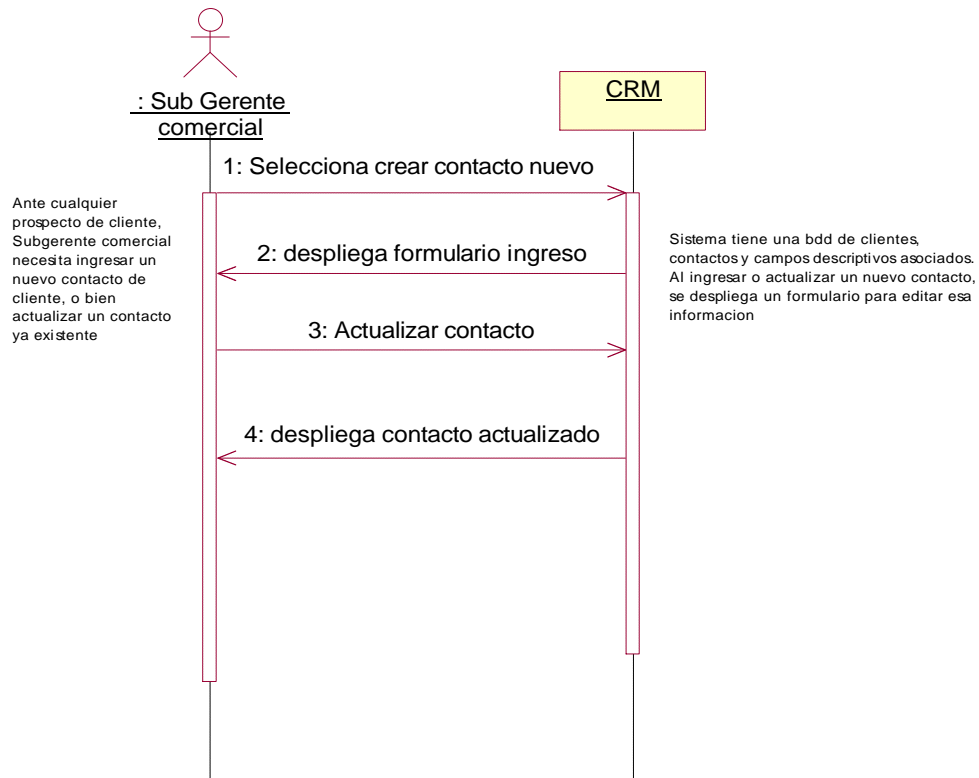 : Sub Gerente
comercial
CRM
1: Selecciona crear contacto nuevo
Ante cualquier
prospecto de cliente,
Subgerente comercial
necesita ingresar un
nuevo contacto de
cliente, o bien
actualizar un contacto
ya existente
2: despliega formulario ingreso
Sistema tiene una bdd de clientes,
contactos y campos descriptivos asociados.
Al ingresar o actualizar un nuevo contacto,
se despliega un formulario para editar esa
informacion
3: Actualizar contacto
4: despliega contacto actualizado